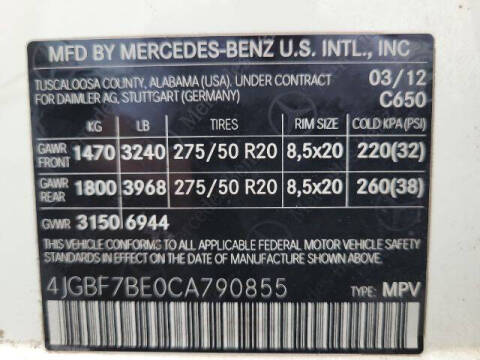 MFD BY MERCEDES-BENZ U.S. INTL., INC
TUSCALOOSA COUNTY, ALABAMA (USA), UNDER CONTRACT 03/12
FOR DAIMLER AG, STUTTGART (GERMANY) C650
KG LB TIRES RIM SIZE COLD KPA (PSI)
GAWR FRONT 1470 3240 275/50 R20 8,5x20 220(32)
GAWR REAR 1800 3968 275/50 R20 8,5x20 260(38)
GVWR 3150 6944
THIS VEHICLE CONFORMS TO ALL APPLICABLE FEDERAL MOTOR VEHICLE SAFETY
STANDARDS IN EFFECT ON THE DATE OF MANUFACTURE SHOWN ABOVE.
4JGBF7BE0CA790855 TYPE: MPV